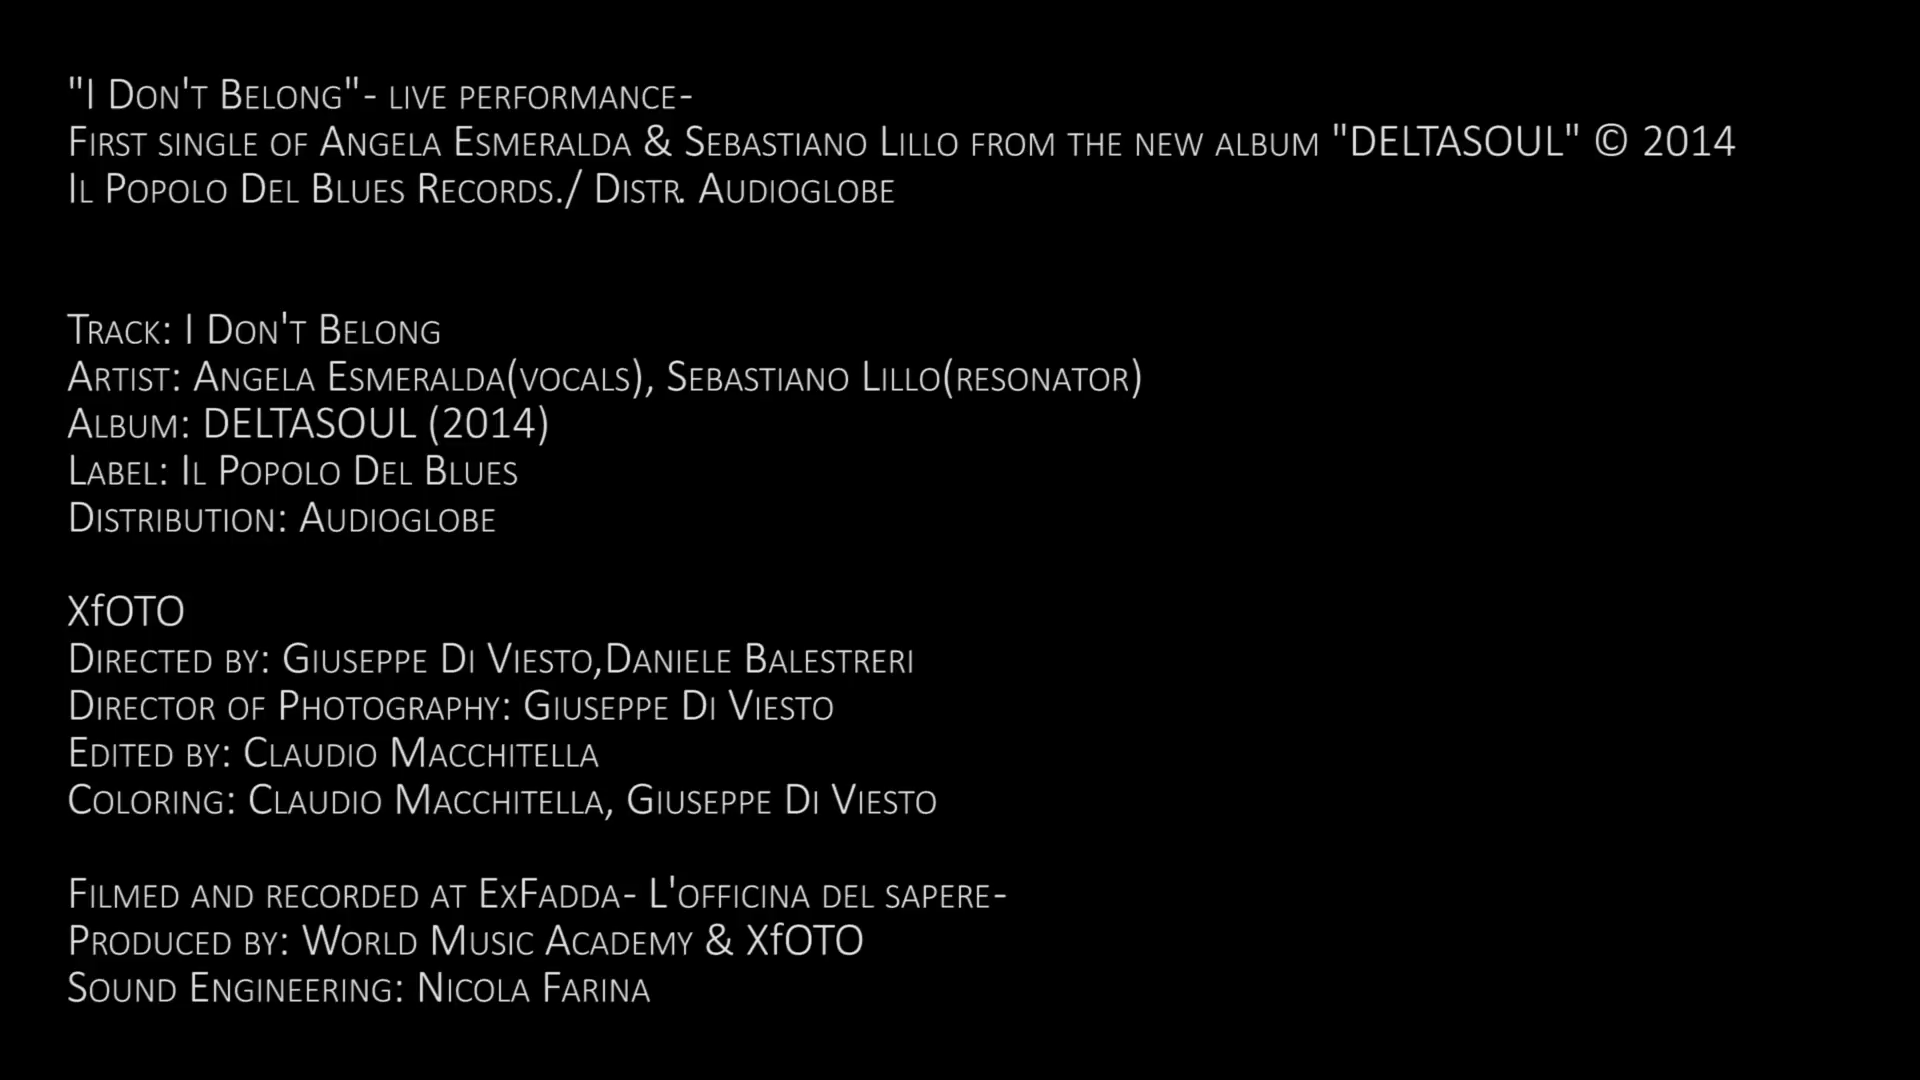 "I Don't Belong"- live performance-
First single of Angela Esmeralda & Sebastiano Lillo from the new album "DELTASOUL" © 2014
Il Popolo Del Blues Records./ Distr. Audioglobe
Track: I Don't Belong
Artist: Angela Esmeralda(vocals), Sebastiano Lillo(resonator)
Album: DELTASOUL (2014)
Label: Il Popolo Del Blues
Distribution: Audioglobe
XfOTO
Directed by: Giuseppe Di Viesto,Daniele Balestreri
Director of Photography: Giuseppe Di Viesto
Edited by: Claudio Macchitella
Coloring: Claudio Macchitella, Giuseppe Di Viesto
Filmed and recorded at ExFadda- L'officina del sapere-
Produced by: World Music Academy & XfOTO
Sound Engineering: Nicola Farina